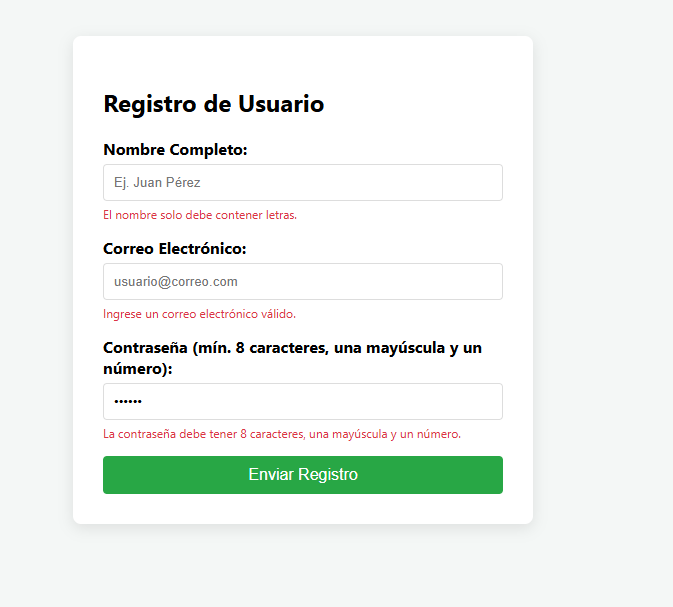 Registro de Usuario
Nombre Completo:
Ej. Juan Pérez
El nombre solo debe contener letras.
Correo Electrónico:
usuario@correo.com
Ingrese un correo electrónico válido.
Contraseña (mín. 8 caracteres, una mayúscula y un
número):
••••••
La contraseña debe tener 8 caracteres, una mayúscula y un número.
Enviar Registro